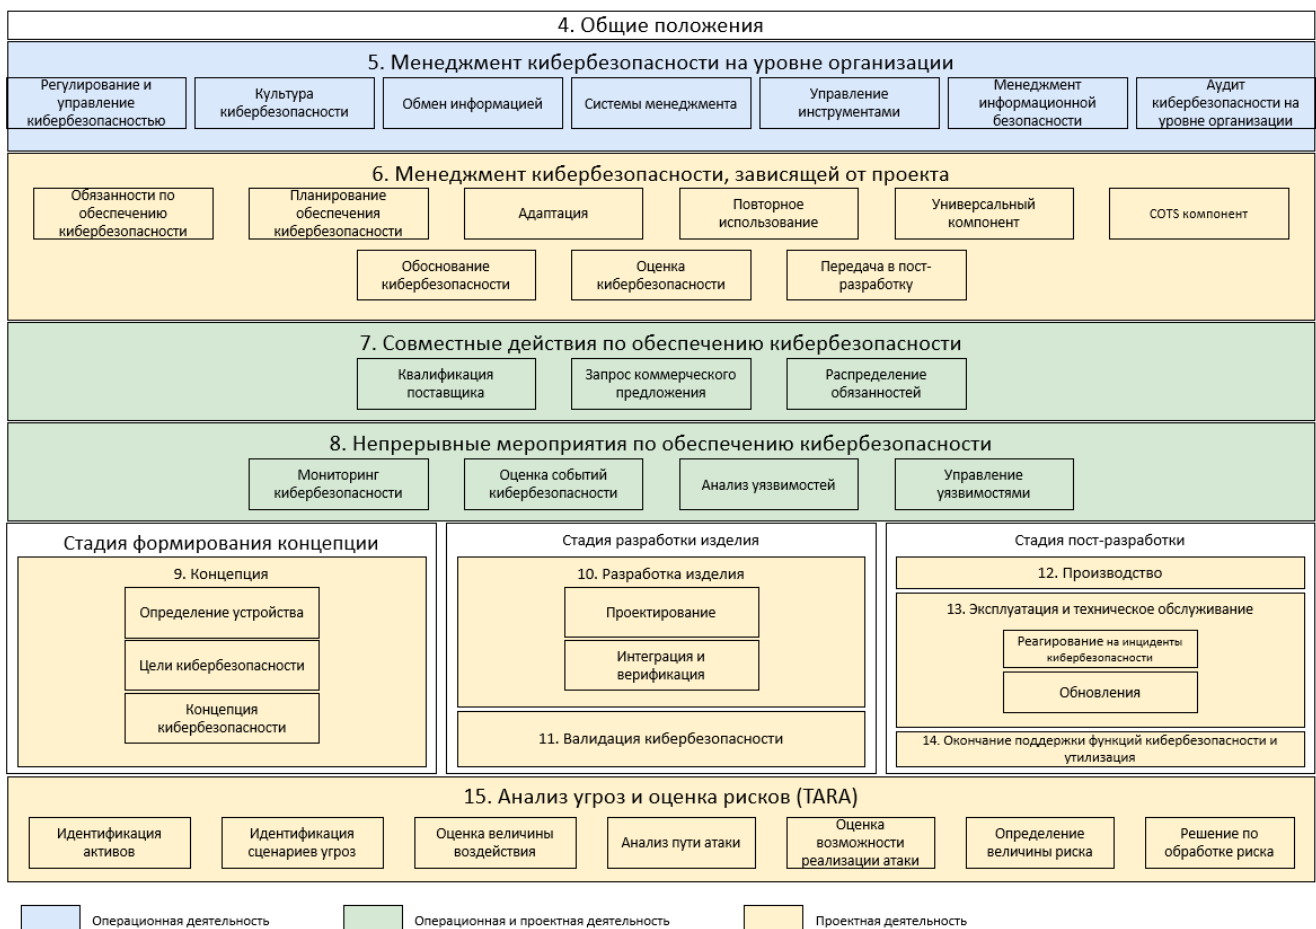 4. Общие положения
5. Менеджмент кибербезопасности на уровне организации
Регулирование и
управление
кибербезопасностью
Культура
кибербезопасности
Обмен информацией
Системы менеджмента
Управление
инструментами
Менеджмент
информационной
безопасности
Аудит
кибербезопасности на
уровне организации
6. Менеджмент кибербезопасности, зависящей от проекта
Обязанности по
обеспечению
кибербезопасности
Планирование
обеспечения
кибербезопасности
Адаптация
Повторное
использование
Универсальный
компонент
COTS компонент
Обоснование
кибербезопасности
Оценка
кибербезопасности
Передача в пост-
разработку
7. Совместные действия по обеспечению кибербезопасности
Квалификация
поставщика
Запрос коммерческого
предложения
Распределение
обязанностей
8. Непрерывные мероприятия по обеспечению кибербезопасности
Мониторинг
кибербезопасности
Оценка событий
кибербезопасности
Анализ уязвимостей
Управление
уязвимостями
Стадия формирования концепции
9. Концепция
Определение устройства
Цели кибербезопасности
Концепция
кибербезопасности
Стадия разработки изделия
10. Разработка изделия
Проектирование
Интеграция и
верификация
11. Валидация кибербезопасности
Стадия пост-разработки
12. Производство
13. Эксплуатация и техническое обслуживание
Реагирование на инциденты
кибербезопасности
Обновления
14. Окончание поддержки функций кибербезопасности и
утилизация
15. Анализ угроз и оценка рисков (TARA)
Идентификация
активов
Идентификация
сценариев угроз
Оценка величины
воздействия
Анализ пути атаки
Оценка
возможности
реализации атаки
Определение
величины риска
Решение по
обработке риска
Операционная деятельность
Операционная и проектная деятельность
Проектная деятельность